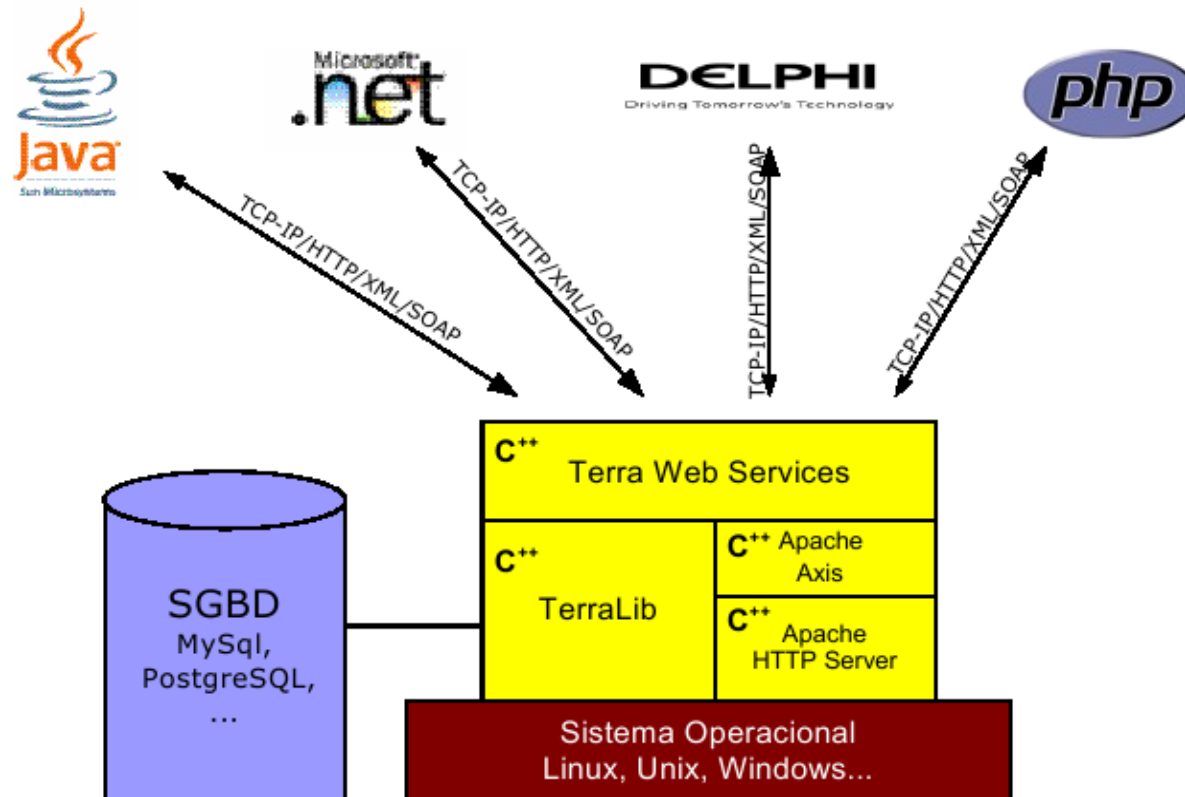 Java
Sun Microsystems
Microsoft
.net
DELPHI
Driving Tomorrow's Technology
php
TCP-IP/HTTP/XML/SOAP
TCP-IP/HTTP/XML/SOAP
TCP-IP/HTTP/XML/SOAP
TCP-IP/HTTP/XML/SOAP
C++
Terra Web Services
C++
TerraLib
C++ Apache
Axis
C++
Apache
HTTP Server
SGBD
MySql,
PostgreSQL,
...
Sistema Operacional
Linux, Unix, Windows...